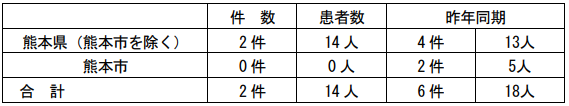 件　数 患者数 昨年同期
熊本県（熊本市を除く） ２件 14人 ４件 13人
熊本市 ０件 ０人 ２件 ５人
合　計 ２件 14人 ６件 18人